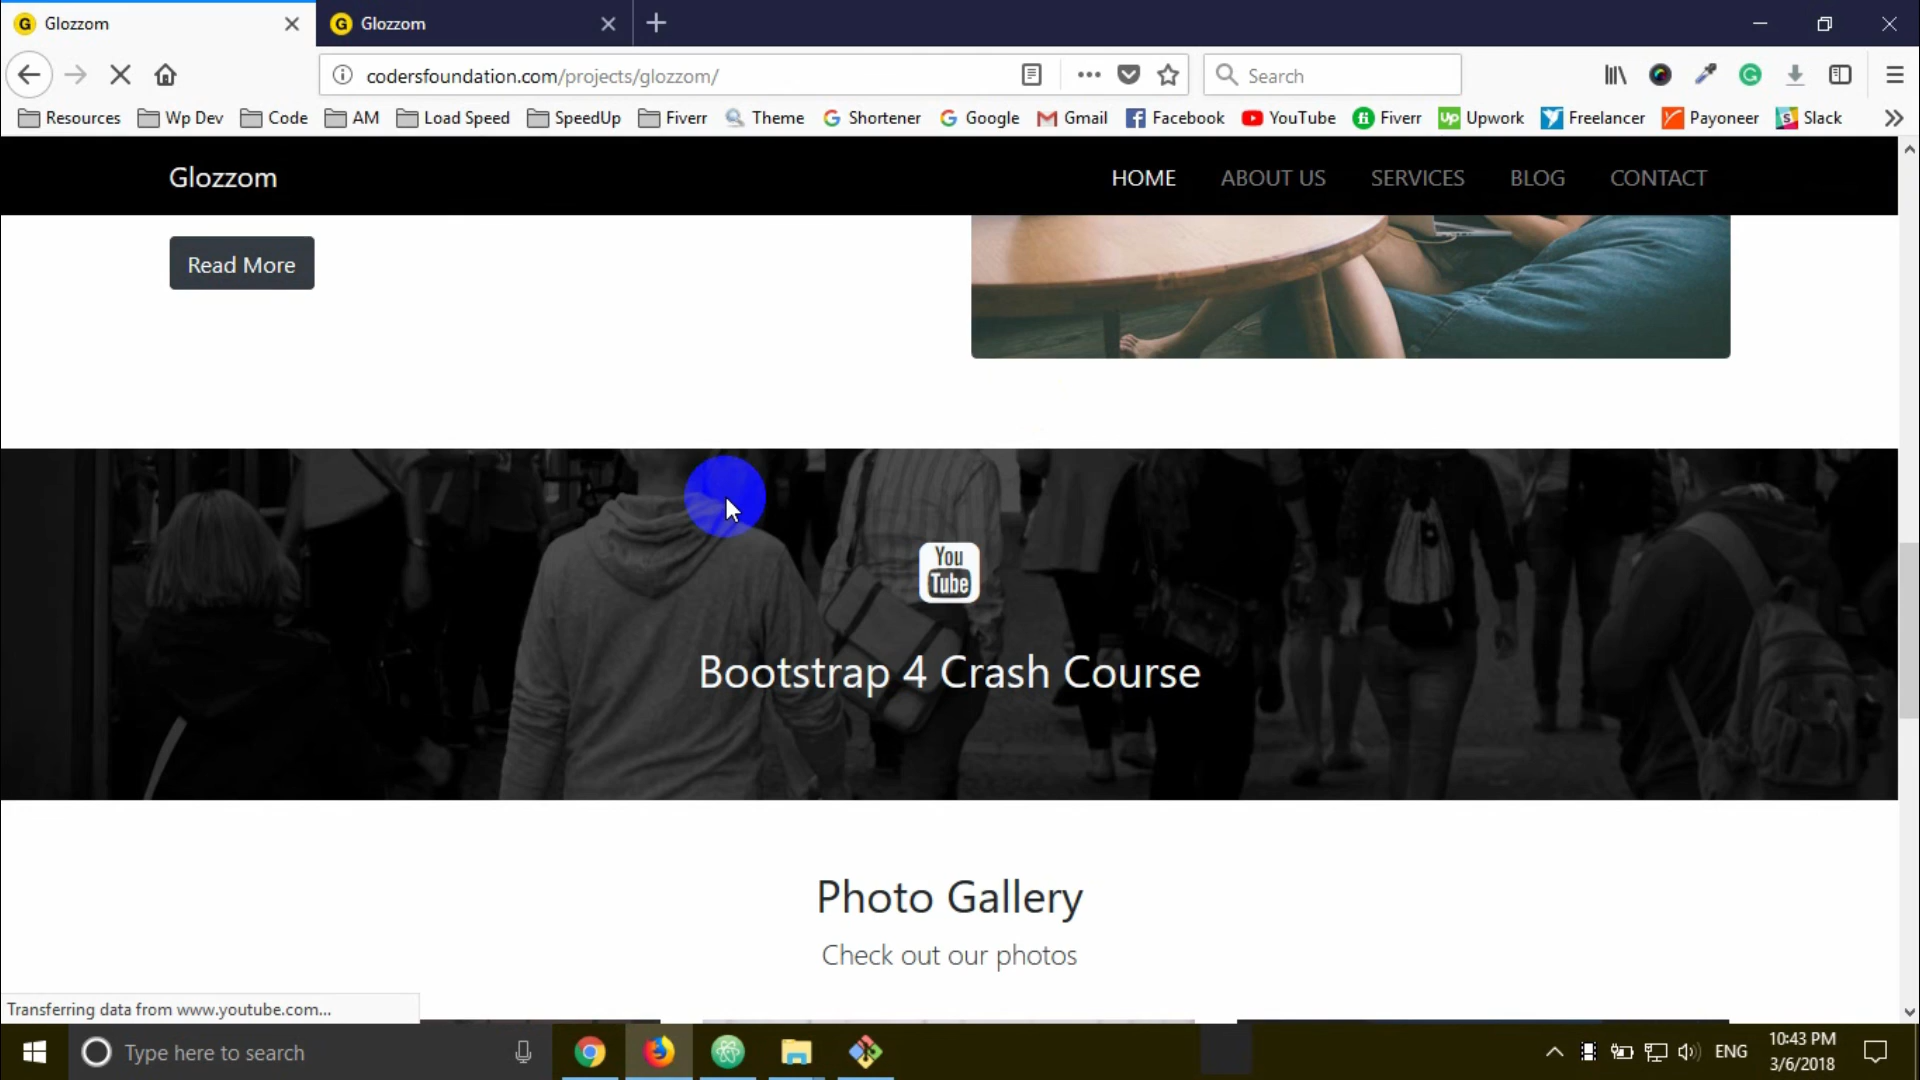 Glozzom
Glozzom
codersfoundation.com/projects/glozzom/
Search
Resources Wp Dev Code AM Load Speed SpeedUp Fiverr Theme Shortener Google Gmail Facebook YouTube Fiverr Upwork Freelancer Payoneer Slack
Glozzom HOME ABOUT US SERVICES BLOG CONTACT
Read More
You
Tube
Bootstrap 4 Crash Course
Photo Gallery
Check out our photos
Transferring data from www.youtube.com...
Type here to search
ENG
10:43 PM
3/6/2018